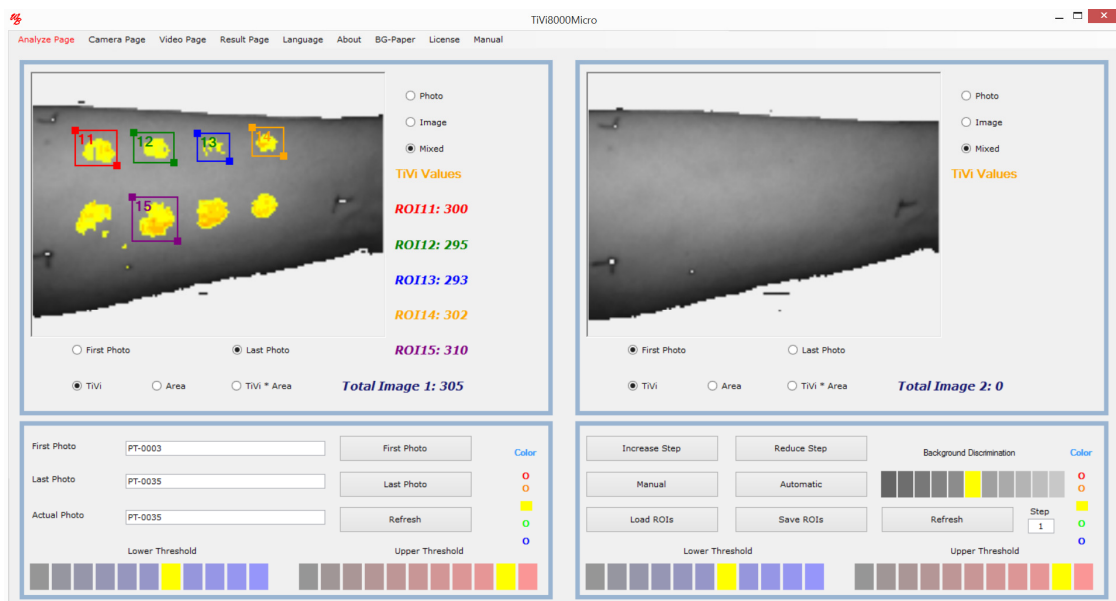 TiVi8000Micro
Analyze Page Camera Page Video Page Result Page Language About BG-Paper License Manual
11
12
13
14
15
Photo
Image
Mixed
TiVi Values
ROI11: 300
ROI12: 295
ROI13: 293
ROI14: 302
ROI15: 310
First Photo Last Photo
TiVi Area TiVi * Area Total Image 1: 305
Photo
Image
Mixed
TiVi Values
First Photo Last Photo
TiVi Area TiVi * Area Total Image 2: 0
First Photo PT-0003 First Photo Color
Last Photo PT-0035 Last Photo
Actual Photo PT-0035 Refresh
Lower Threshold Upper Threshold
Increase Step Reduce Step Background Discrimination Color
Manual Automatic
Load ROIs Save ROIs Refresh Step
1
Lower Threshold Upper Threshold